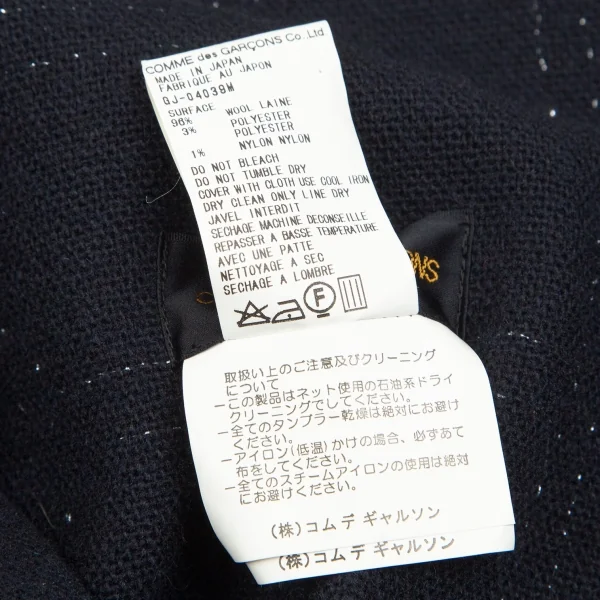 COMME des GARÇONS Co. Ltd
MADE IN JAPAN
FABRIQUE AU JAPON
GJ-04038M
SURFACE WOOL LAINE
96% POLYESTER
3% POLYESTER
1% NYLON NYLON
DO NOT BLEACH
DO NOT TUMBLE DRY
COVER WITH CLOTH USE COOL IRON
DRY CLEAN ONLY LINE DRY
JAVEL INTERDIT
SECHAGE MACHINE DECONSEILLE
REPASSER A BASSE TEMPERATURE
AVEC UNE PATTE
NETTOYAGE A SEC
SECHAGE A LOMBRE
F
取扱い上のご注意及びクリーニング
について
—この製品はネット使用の石油系ドライ
クリーニングでしてください。
—全てのタンブラー乾燥は絶対にお避け
ください。
—アイロン(低温)かけの場合、必ずあて
布をしてください。
—全てのスチームアイロンの使用は絶対
にお避けください。
(株)コム デ ギャルソン
(株)コム デ ギャルソン